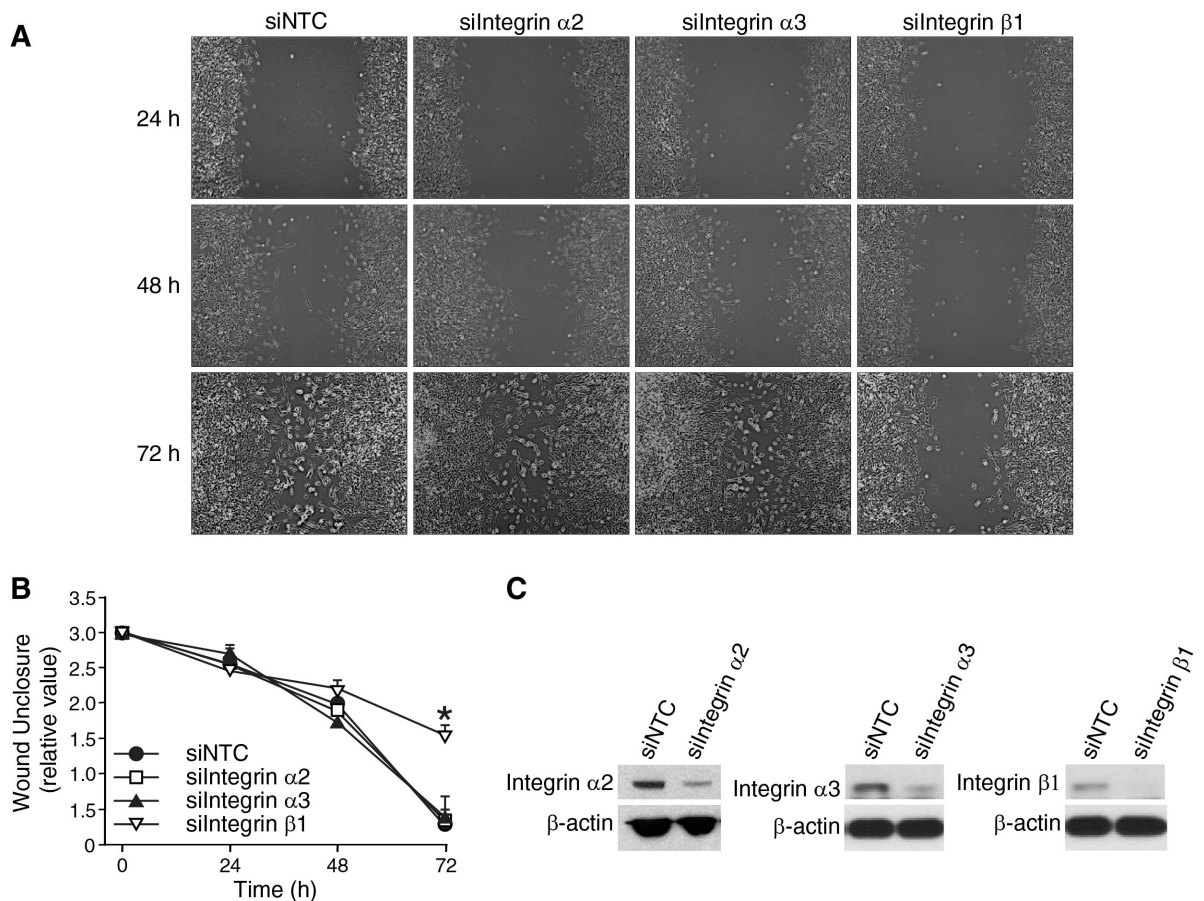 A
siNTC
siIntegrin α2
siIntegrin α3
siIntegrin β1
24 h
48 h
72 h
B
Wound Unclosure
(relative value)
3.5
3.0
2.5
2.0
1.5
1.0
1.5
0
siNTC
siIntegrin α2
siIntegrin α3
siIntegrin β1
*
0
24
48
72
Time (h)
C
siNTC
siIntegrin α2
Integrin α2
β-actin
siNTC
siIntegrin α3
Integrin α3
β-actin
siNTC
siIntegrin β1
Integrin β1
β-actin